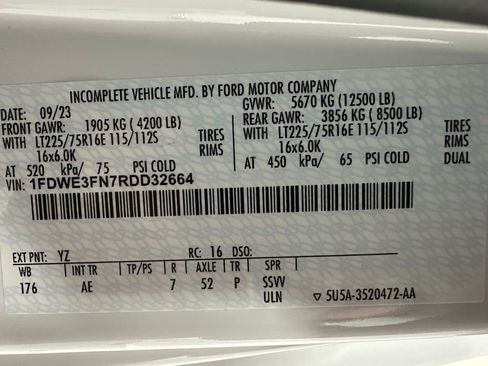 INCOMPLETE VEHICLE MFD. BY FORD MOTOR COMPANY
DATE: 09/23 GVWR: 5670 KG (12500 LB)
FRONT GAWR: 1905 KG (4200 LB) REAR GAWR: 3856 KG (8500 LB)
WITH LT225/75R16E 115/112S TIRES WITH LT225/75R16E 115/112S TIRES
16x6.0K RIMS 16x6.0K RIMS
AT 520 kPa/ 75 PSI COLD AT 450 kPa/ 65 PSI COLD DUAL
VIN: 1FDWE3FN7RDD32664
EXT PNT: YZ RC: 16 DSO:
WB INT TR TP/PS R AXLE TR SPR
176 AE 7 52 P SSVV
ULN ▽ 5U5A-3520472-AA